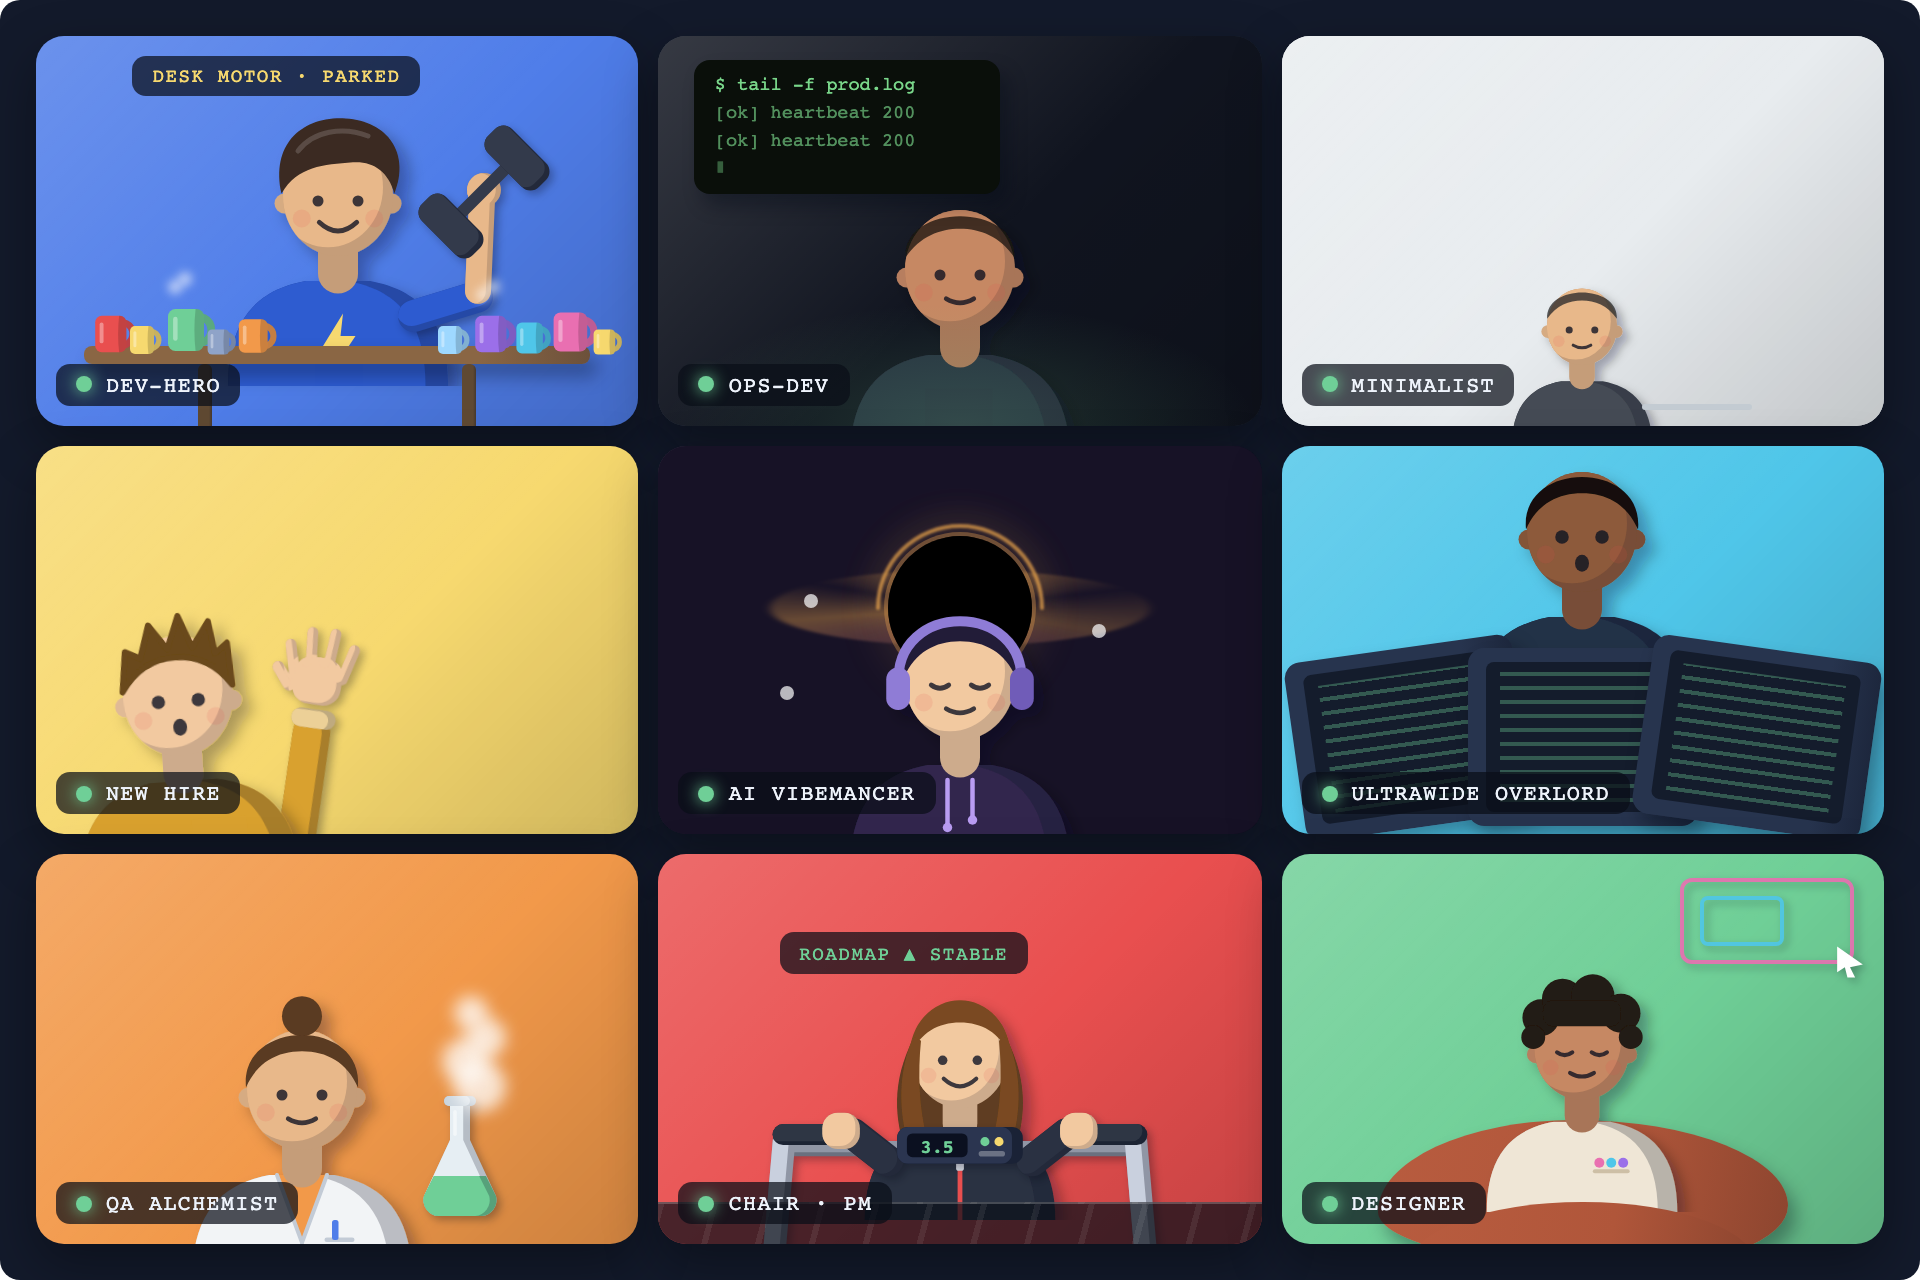 DESK MOTOR · PARKED
DEV-HERO
$ tail -f prod.log
[ok] heartbeat 200
[ok] heartbeat 200
OPS-DEV
MINIMALIST
NEW HIRE
AI VIBEMANCER
ULTRAWIDE OVERLORD
QA ALCHEMIST
ROADMAP ▲ STABLE
3.5
CHAIR · PM
DESIGNER